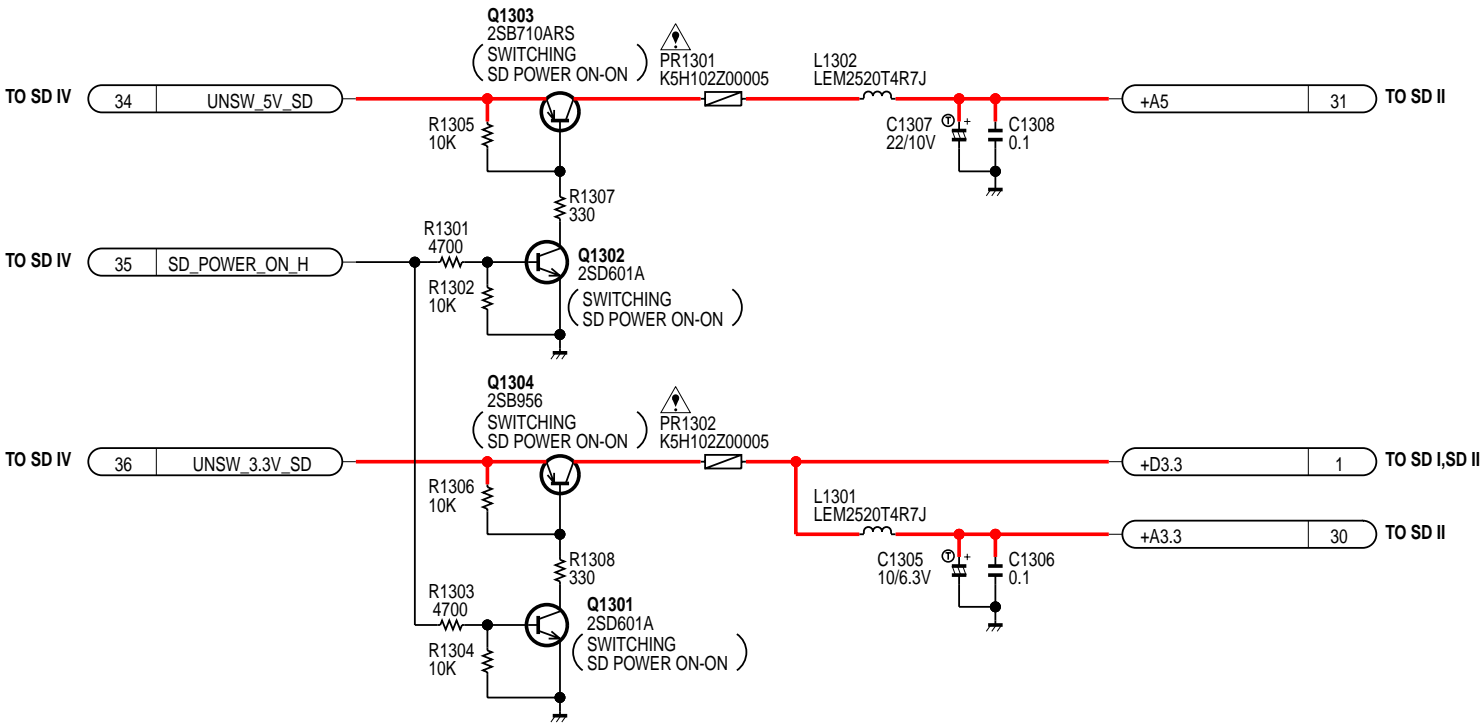 Q1303
2SB710ARS
SWITCHING
SD POWER ON-ON
PR1301
K5H102Z00005
L1302
LEM2520T4R7J
TO SD IV
34 UNSW_5V_SD
+A5 31
TO SD II
R1305
10K
C1307
22/10V
T +
C1308
0.1
R1307
330
R1301
4700
TO SD IV
35 SD_POWER_ON_H
Q1302
2SD601A
SWITCHING
SD POWER ON-ON
R1302
10K
Q1304
2SB956
SWITCHING
SD POWER ON-ON
PR1302
K5H102Z00005
TO SD IV
36 UNSW_3.3V_SD
+D3.3 1
TO SD I,SD II
R1306
10K
L1301
LEM2520T4R7J
+A3.3 30
TO SD II
C1305
10/6.3V
T +
C1306
0.1
R1308
330
R1303
4700
Q1301
2SD601A
SWITCHING
SD POWER ON-ON
R1304
10K